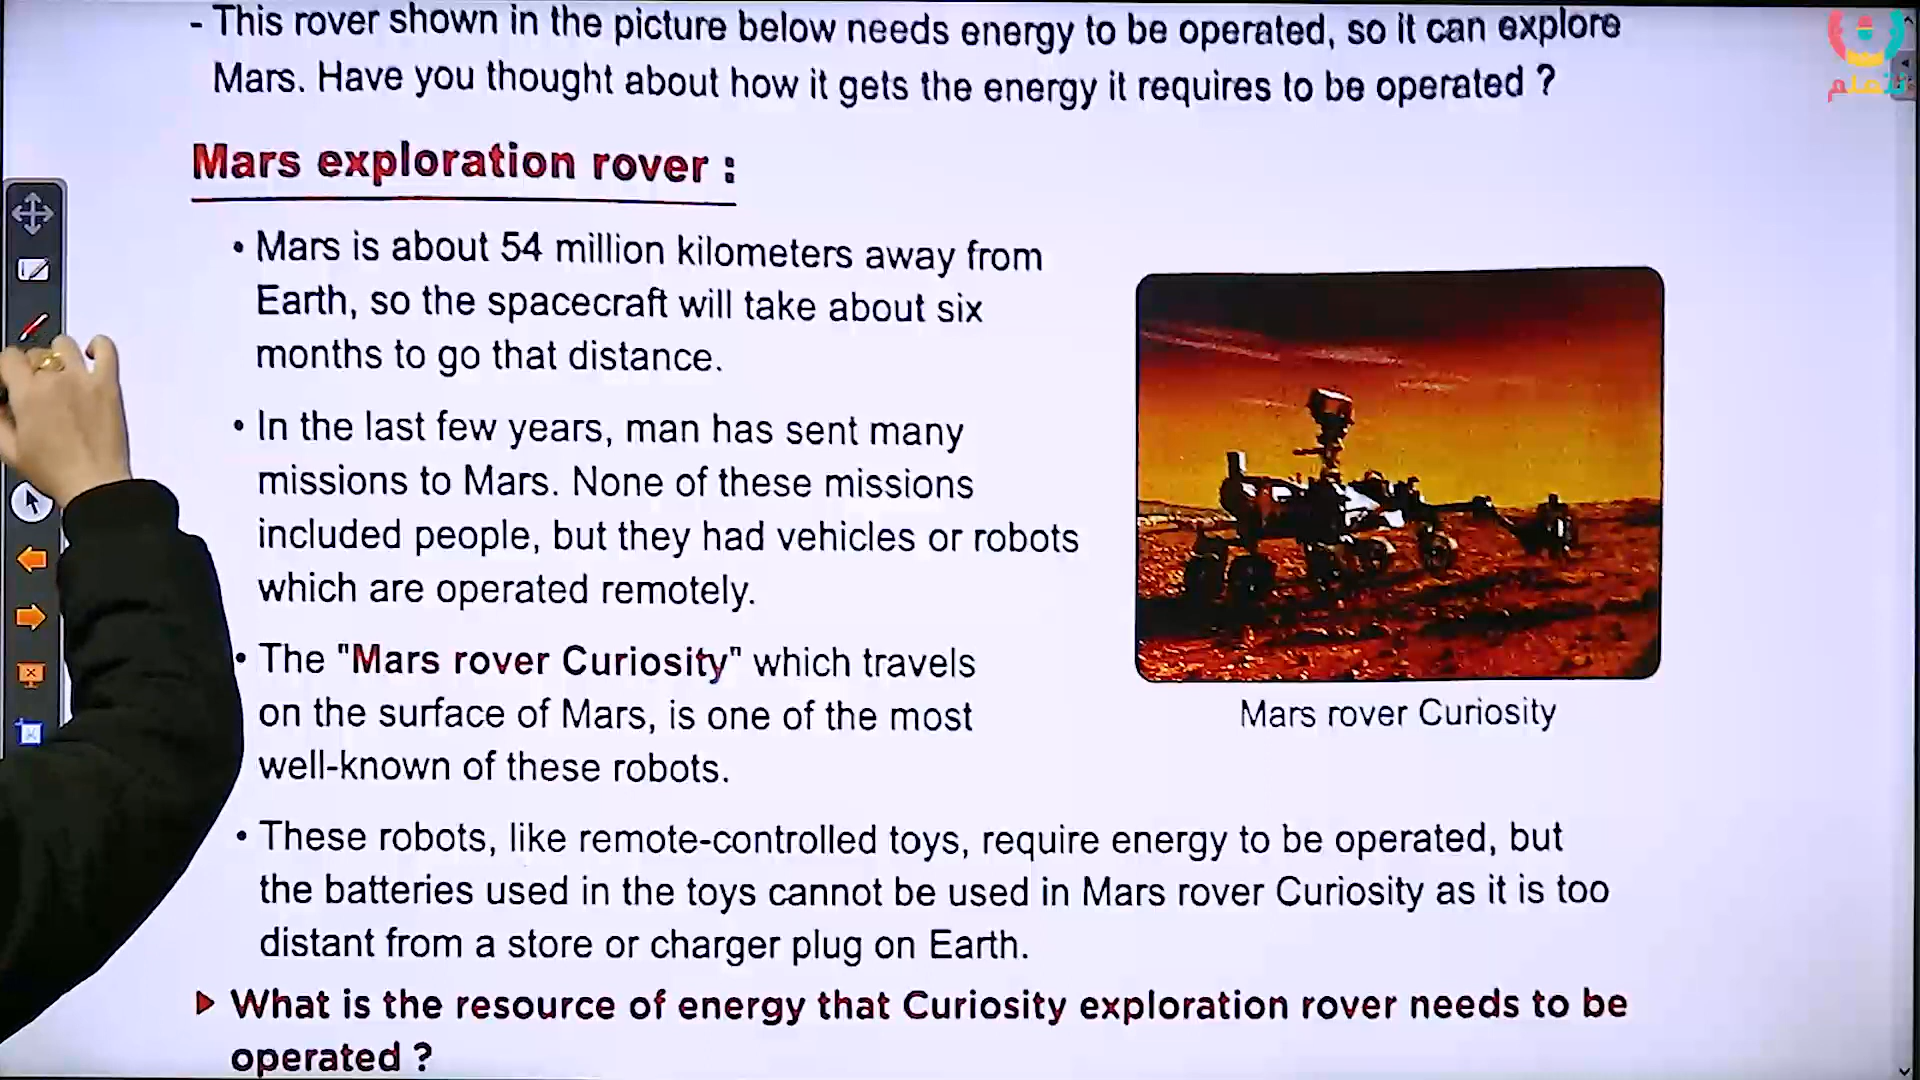 - This rover shown in the picture below needs energy to be operated, so it can explore
Mars. Have you thought about how it gets the energy it requires to be operated ?
نتعلم
Mars exploration rover :
• Mars is about 54 million kilometers away from
Earth, so the spacecraft will take about six
months to go that distance.
• In the last few years, man has sent many
missions to Mars. None of these missions
included people, but they had vehicles or robots
which are operated remotely.
• The "Mars rover Curiosity" which travels
on the surface of Mars, is one of the most
well-known of these robots.
Mars rover Curiosity
• These robots, like remote-controlled toys, require energy to be operated, but
the batteries used in the toys cannot be used in Mars rover Curiosity as it is too
distant from a store or charger plug on Earth.
▶ What is the resource of energy that Curiosity exploration rover needs to be
operated ?